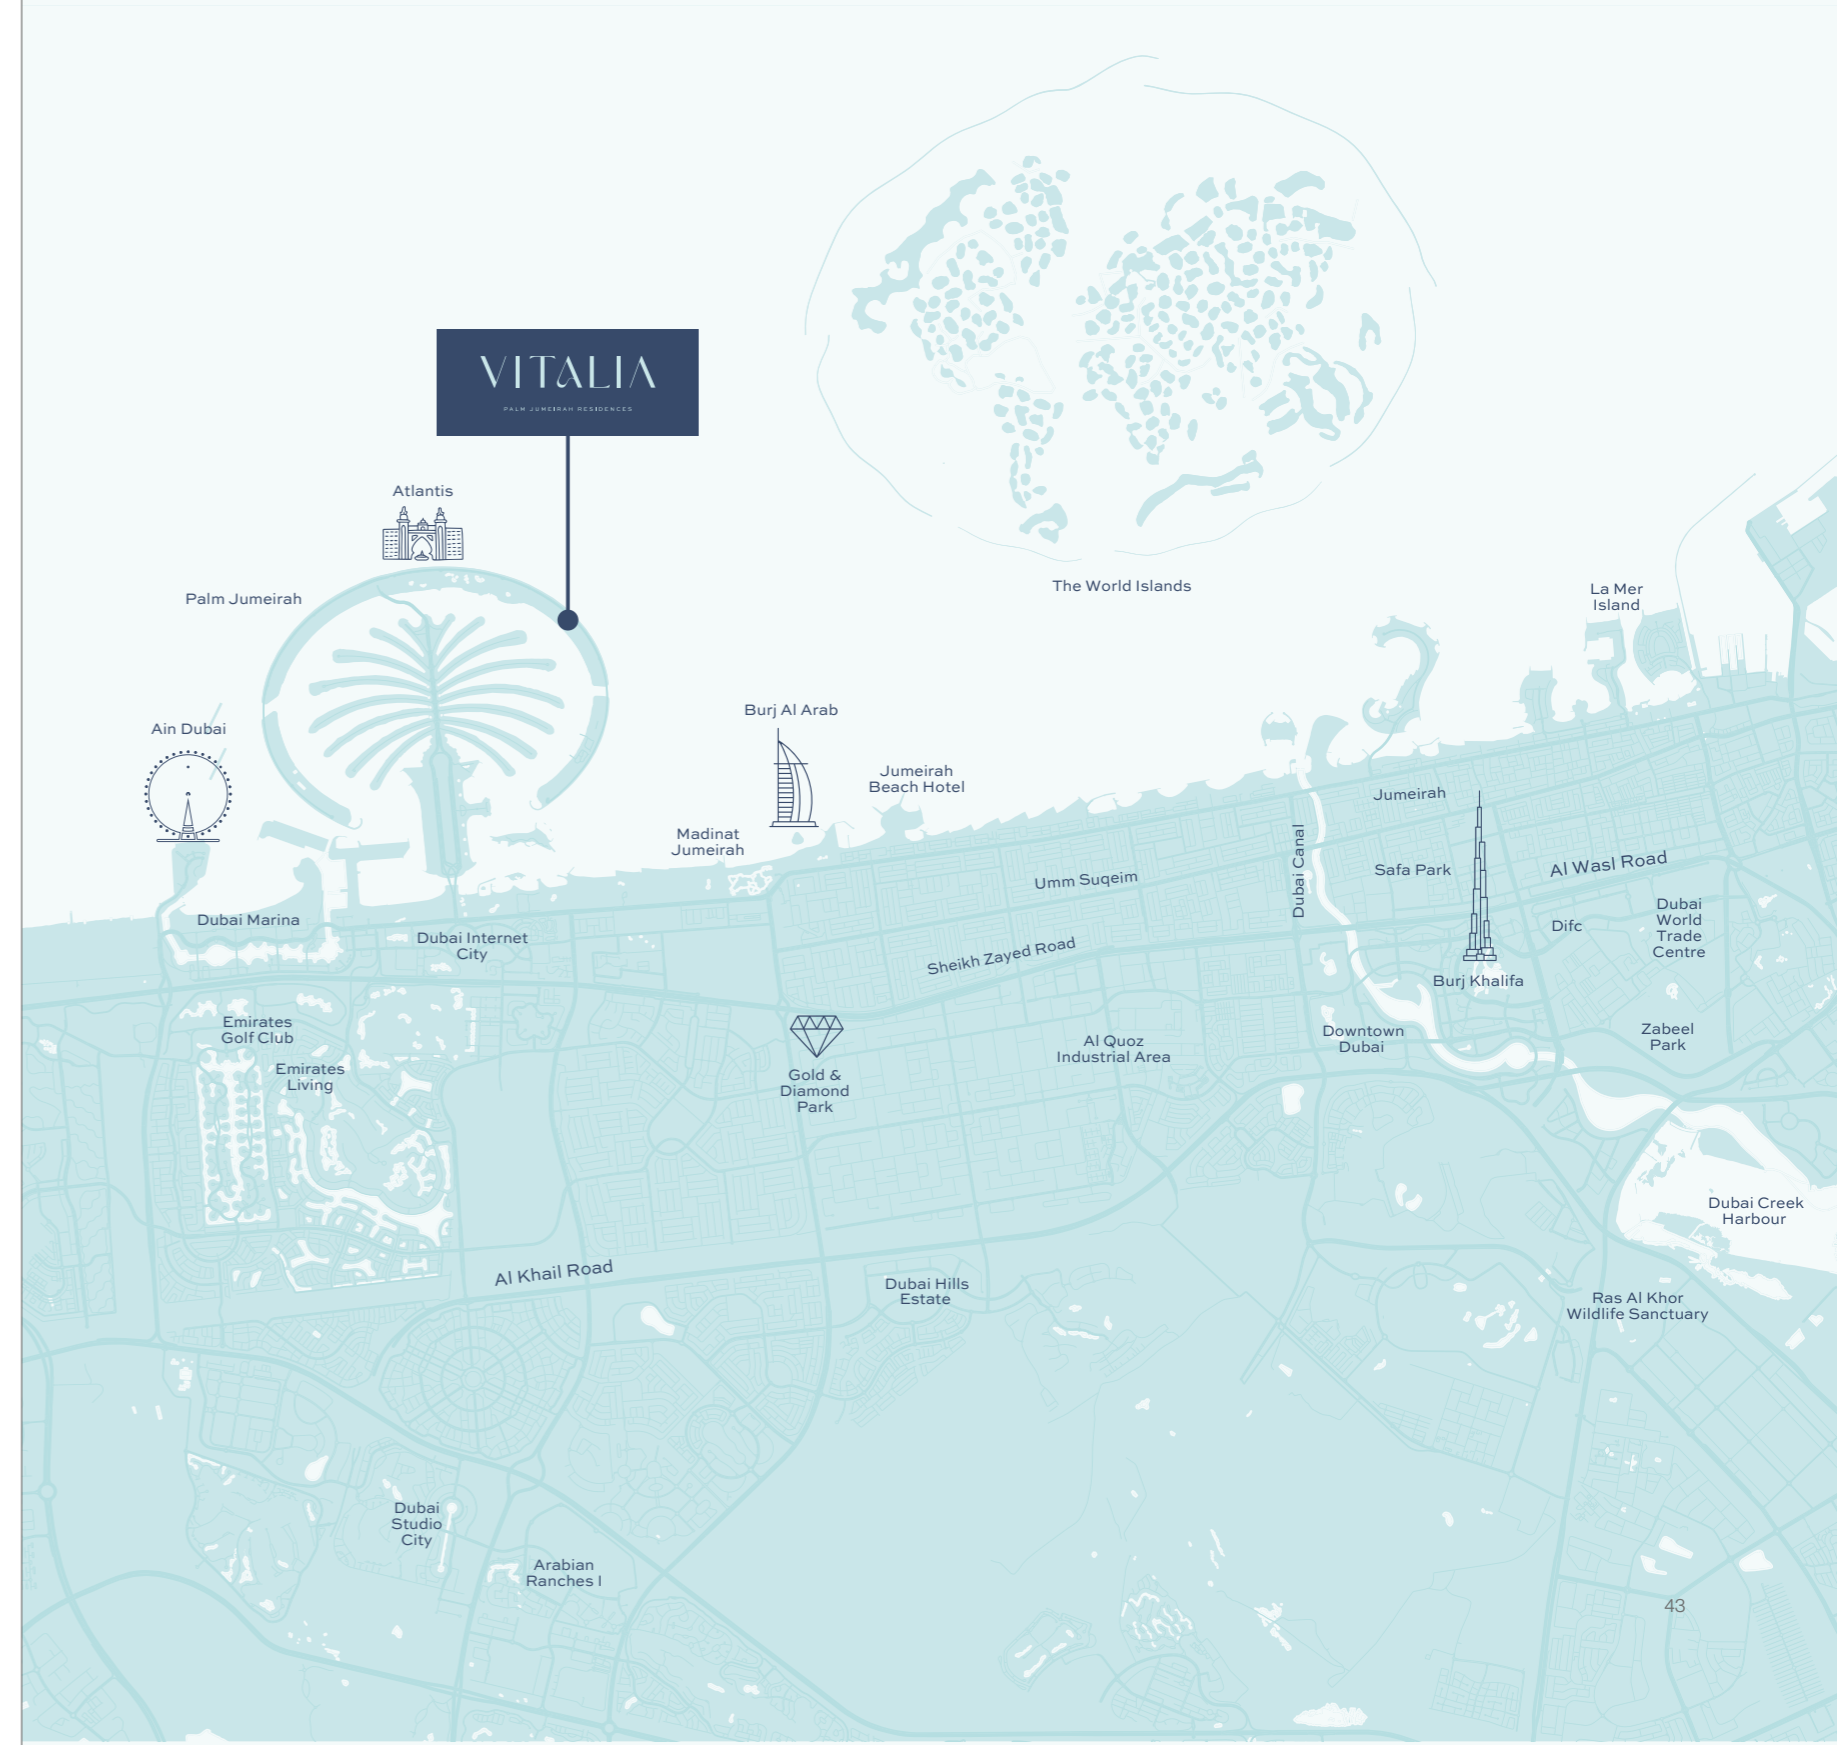 VITALIA
PALM JUMEIRAH RESIDENCES
Atlantis
Palm Jumeirah
The World Islands
La Mer
Island
Ain Dubai
Burj Al Arab
Jumeirah
Beach Hotel
Madinat
Jumeirah
Jumeirah
Dubai Canal
Safa Park
Al Wasl Road
Umm Suqeim
Dubai Marina
Dubai Internet
City
Sheikh Zayed Road
Difc
Dubai
World
Trade
Centre
Burj Khalifa
Emirates
Golf Club
Emirates
Living
Gold &
Diamond
Park
Al Quoz
Industrial Area
Downtown
Dubai
Zabeel
Park
Dubai Creek
Harbour
Al Khail Road
Dubai Hills
Estate
Ras Al Khor
Wildlife Sanctuary
Dubai
Studio
City
Arabian
Ranches I
43